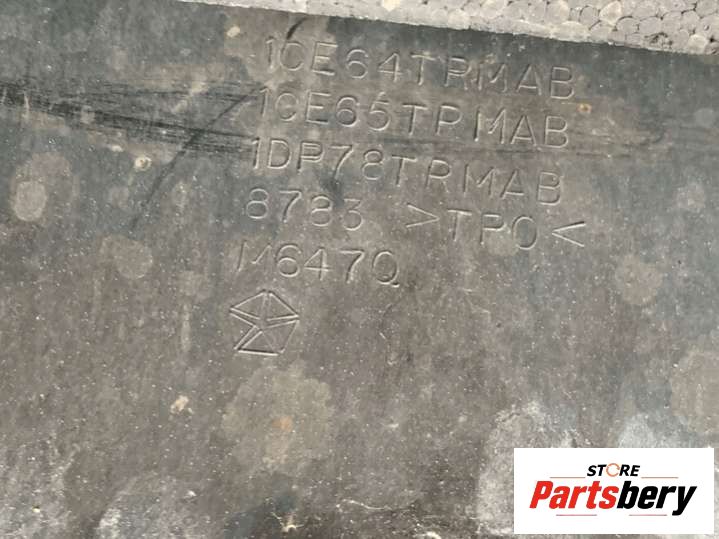 1CE64TRMAB
1CE65TRMAB
1DP78TRMAB
8783 >TPO<
M6470
STORE
Partsbery